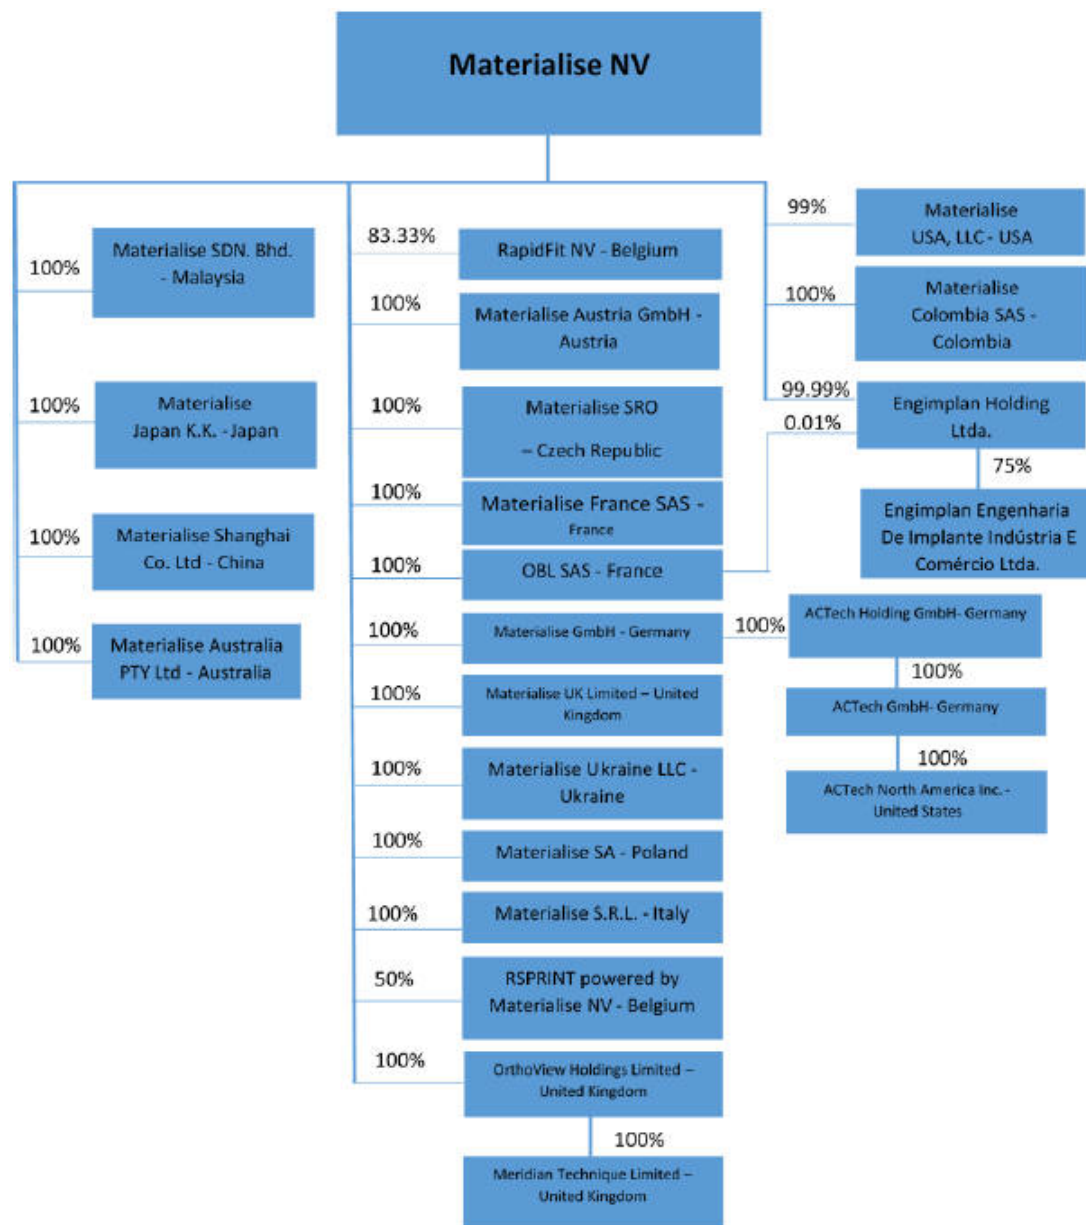 Materialise NV
100%
Materialise SDN. Bhd.
- Malaysia
100%
Materialise
Japan K.K. -Japan
100%
Materialise Shanghai
Co. Ltd - China
100%
Materialise Australia
PTY Ltd - Australia
83.33%
RapidFit NV - Belgium
100%
Materialise Austria GmbH -
Austria
100%
Materialise SRO
– Czech Republic
100%
Materialise France SAS -
France
100%
OBL SAS - France
100%
Materialise GmbH - Germany
100%
Materialise UK Limited – United
Kingdom
100%
Materialise Ukraine LLC -
Ukraine
100%
Materialise SA - Poland
100%
Materialise S.R.L. - Italy
50%
RSPRINT powered by
Materialise NV - Belgium
100%
OrthoView Holdings Limited –
United Kingdom
100%
Meridian Technique Limited –
United Kingdom
99%
Materialise
USA, LLC - USA
100%
Materialise
Colombia SAS -
Colombia
99.99%
0.01%
Engimplan Holding
Ltda.
75%
Engimplan Engenharia
De Implante Indústria E
Comércio Ltda.
100%
ACTech Holding GmbH- Germany
100%
ACTech GmbH- Germany
100%
ACTech North America Inc. -
United States